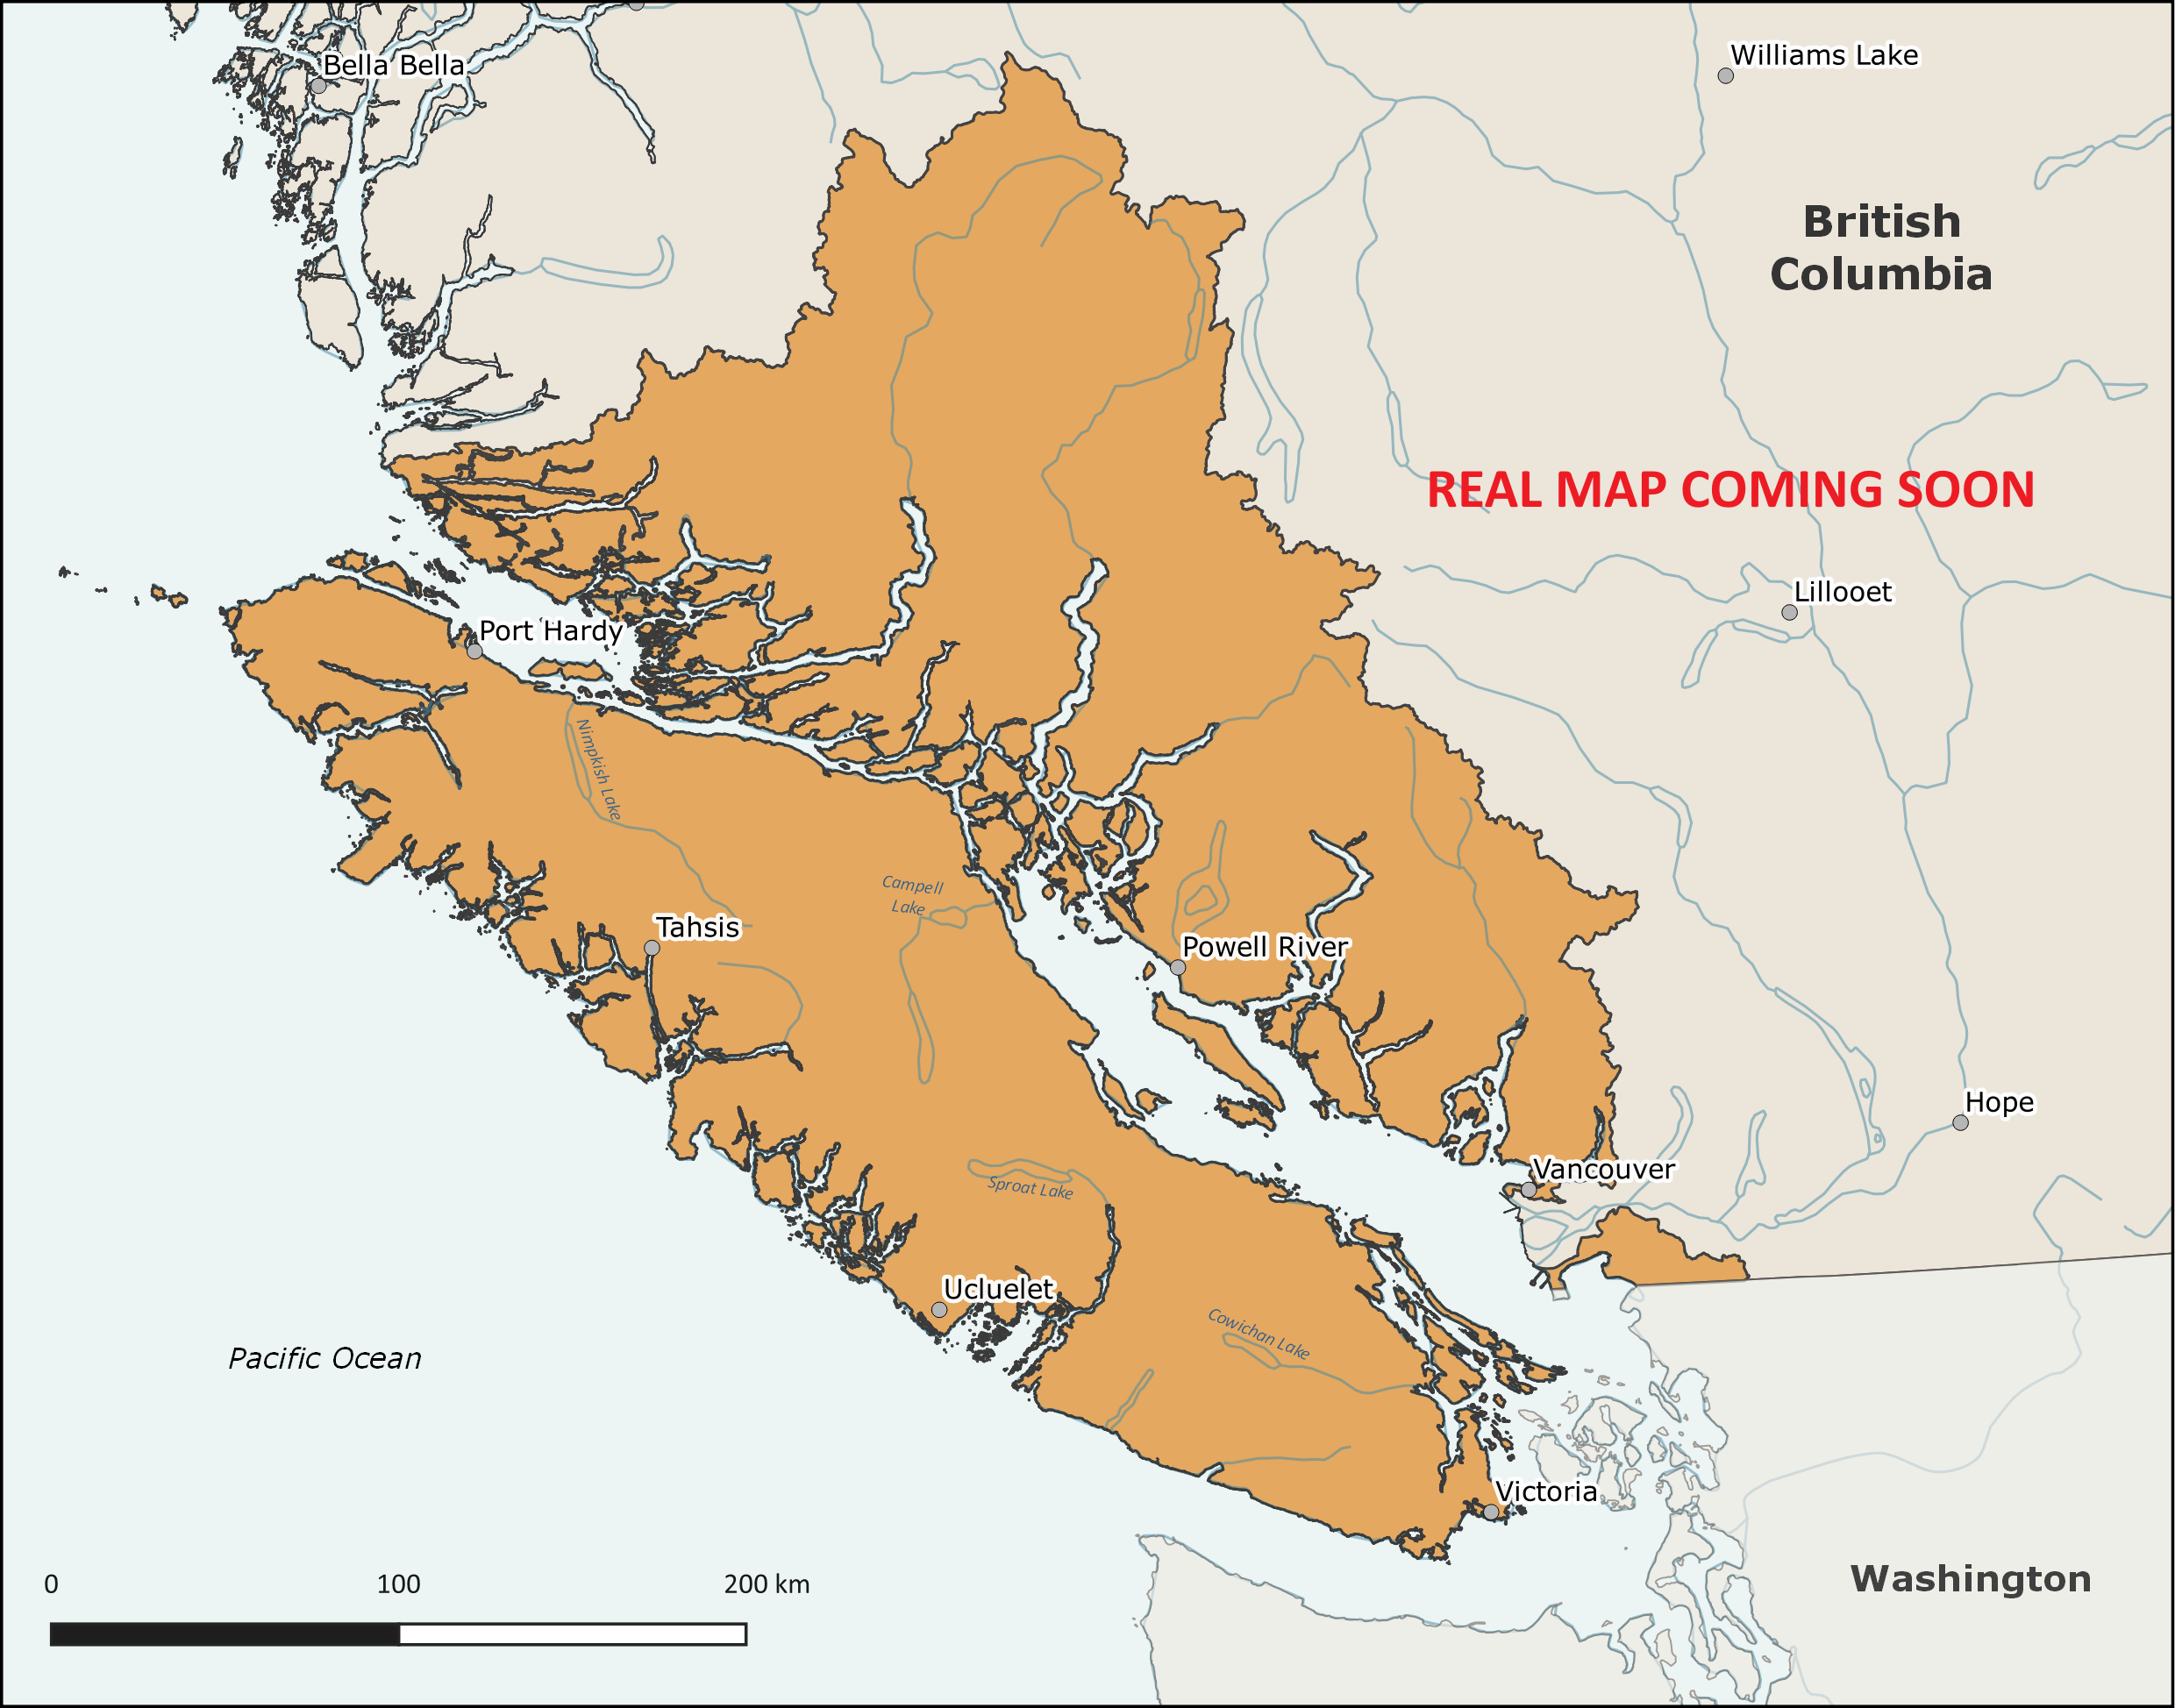 Bella Bella
Williams Lake
British
Columbia
REAL MAP COMING SOON
Lillooet
Port Hardy
Nimpkish Lake
Campell
Lake
Tahsis
Powell River
Hope
Vancouver
Sproat Lake
Ucluelet
Cowichan Lake
Pacific Ocean
Victoria
Washington
0 100 200 km